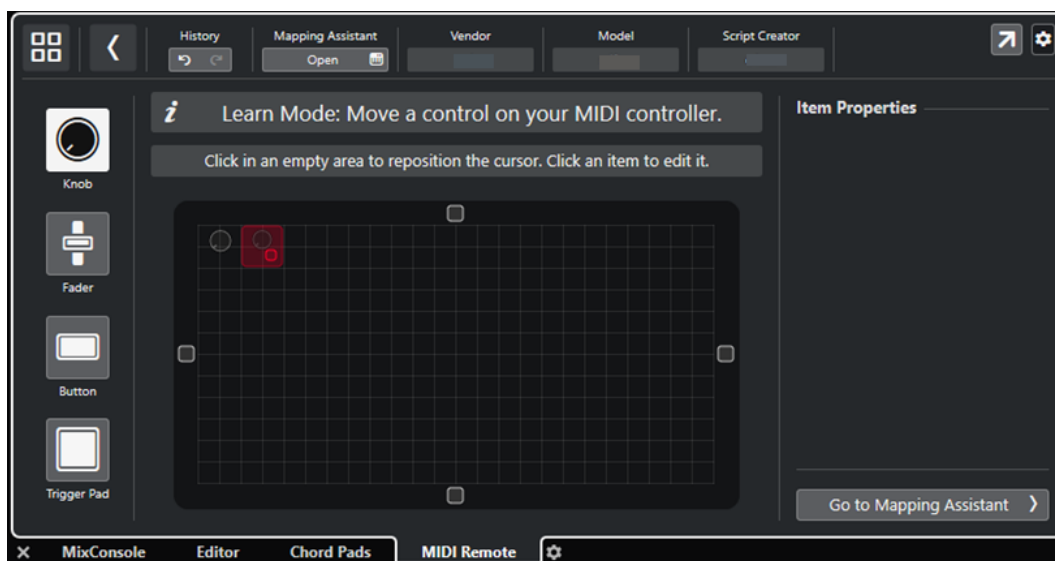 History
Mapping Assistant
Vendor
Model
Script Creator
Open
i Learn Mode: Move a control on your MIDI controller.
Click in an empty area to reposition the cursor. Click an item to edit it.
Item Properties
Knob
Fader
Button
Trigger Pad
Go to Mapping Assistant
MixConsole
Editor
Chord Pads
MIDI Remote